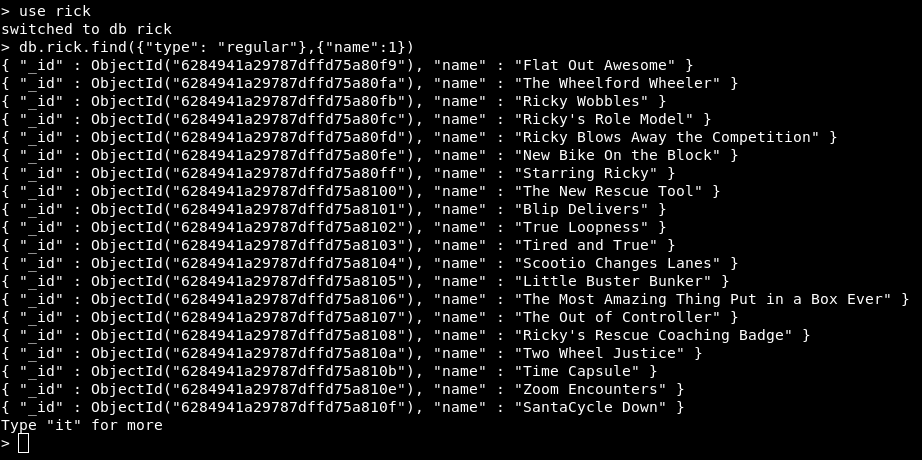 > use rick
switched to db rick
> db.rick.find({"type": "regular"},{"name":1})
{ "_id" : ObjectId("6284941a29787dffd75a80f9"), "name" : "Flat Out Awesome" }
{ "_id" : ObjectId("6284941a29787dffd75a80fa"), "name" : "The Wheelford Wheeler" }
{ "_id" : ObjectId("6284941a29787dffd75a80fb"), "name" : "Ricky Wobbles" }
{ "_id" : ObjectId("6284941a29787dffd75a80fc"), "name" : "Ricky's Role Model" }
{ "_id" : ObjectId("6284941a29787dffd75a80fd"), "name" : "Ricky Blows Away the Competition" }
{ "_id" : ObjectId("6284941a29787dffd75a80fe"), "name" : "New Bike On the Block" }
{ "_id" : ObjectId("6284941a29787dffd75a80ff"), "name" : "Starring Ricky" }
{ "_id" : ObjectId("6284941a29787dffd75a8100"), "name" : "The New Rescue Tool" }
{ "_id" : ObjectId("6284941a29787dffd75a8101"), "name" : "Blip Delivers" }
{ "_id" : ObjectId("6284941a29787dffd75a8102"), "name" : "True Loopness" }
{ "_id" : ObjectId("6284941a29787dffd75a8103"), "name" : "Tired and True" }
{ "_id" : ObjectId("6284941a29787dffd75a8104"), "name" : "Scootio Changes Lanes" }
{ "_id" : ObjectId("6284941a29787dffd75a8105"), "name" : "Little Buster Bunker" }
{ "_id" : ObjectId("6284941a29787dffd75a8106"), "name" : "The Most Amazing Thing Put in a Box Ever" }
{ "_id" : ObjectId("6284941a29787dffd75a8107"), "name" : "The Out of Controller" }
{ "_id" : ObjectId("6284941a29787dffd75a8108"), "name" : "Ricky's Rescue Coaching Badge" }
{ "_id" : ObjectId("6284941a29787dffd75a810a"), "name" : "Two Wheel Justice" }
{ "_id" : ObjectId("6284941a29787dffd75a810b"), "name" : "Time Capsule" }
{ "_id" : ObjectId("6284941a29787dffd75a810e"), "name" : "Zoom Encounters" }
{ "_id" : ObjectId("6284941a29787dffd75a810f"), "name" : "SantaCycle Down" }
Type "it" for more
>